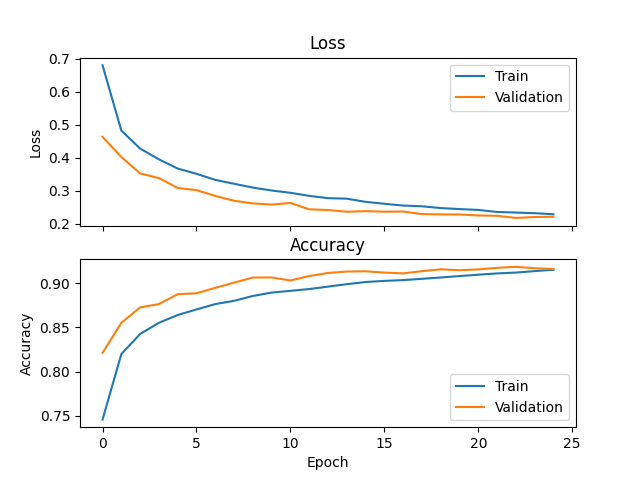 Loss
0.7
0.6
0.5
0.4
0.3
0.2
Loss
Train
Validation
Accuracy
0.90
0.85
0.80
0.75
Accuracy
Train
Validation
0 5 10 15 20 25
Epoch